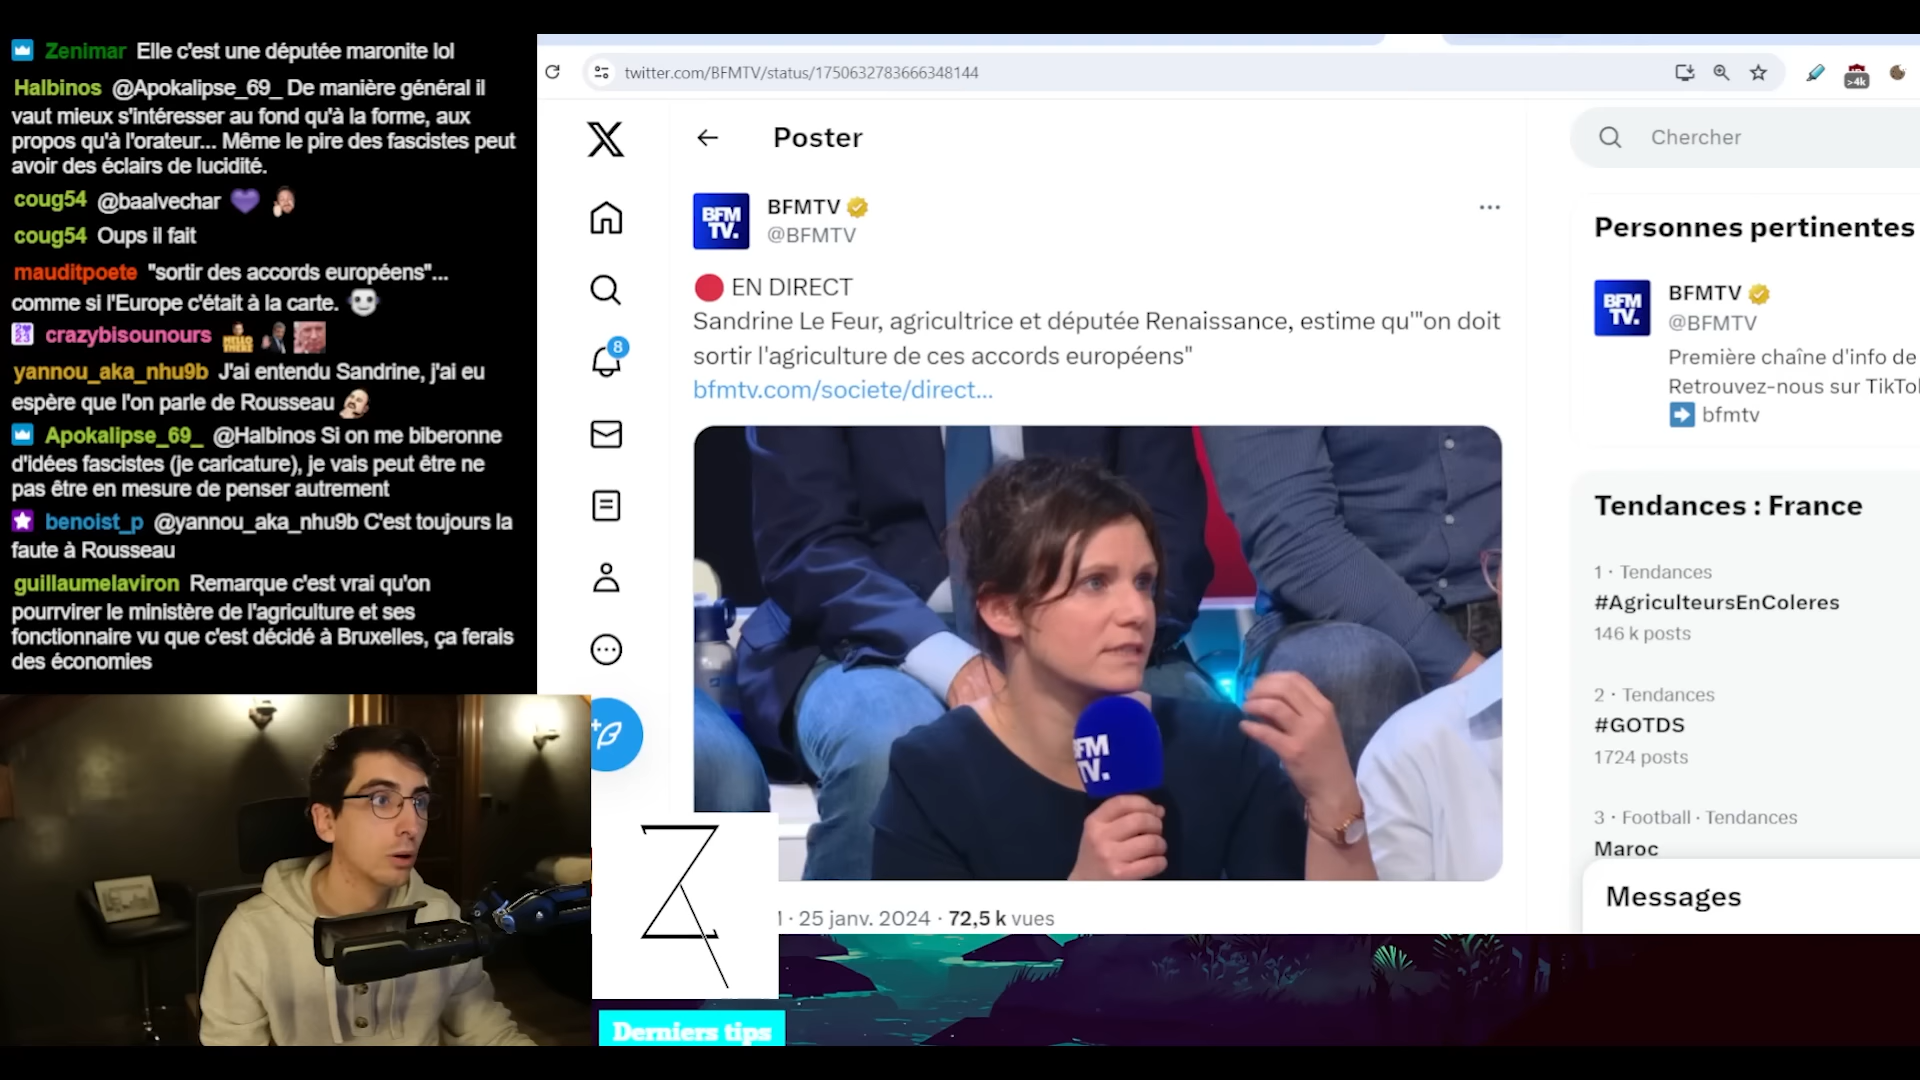 Zenimar Elle c'est une députée maronite lol
Halbinos @Apokalipse_69_ De manière général il
vaut mieux s'intéresser au fond qu'à la forme, aux
propos qu'à l'orateur... Même le pire des fascistes peut
avoir des éclairs de lucidité.
coug54 @baalvechar
coug54 Oups il fait
mauditpoete "sortir des accords européens"...
comme si l'Europe c'était à la carte.
crazybisounours
yannou_aka_nhu9b J'ai entendu Sandrine, j'ai eu
espère que l'on parle de Rousseau
Apokalipse_69_ @Halbinos Si on me biberonne
d'idées fascistes (je caricature), je vais peut être ne
pas être en mesure de penser autrement
benoist_p @yannou_aka_nhu9b C'est toujours la
faute à Rousseau
guillaumelaviron Remarque c'est vrai qu'on
pourrvirer le ministère de l'agriculture et ses
fonctionnaire vu que c'est décidé à Bruxelles, ça ferais
des économies
twitter.com/BFMTV/status/1750632783666348144
>4k
Poster
BFM
TV.
BFMTV
@BFMTV
EN DIRECT
Sandrine Le Feur, agricultrice et députée Renaissance, estime qu'"on doit
sortir l'agriculture de ces accords européens"
bfmtv.com/societe/direct...
8
BFM
TV.
25 janv. 2024 · 72,5 k vues
Chercher
Personnes pertinentes
BFM
TV.
BFMTV
@BFMTV
Première chaîne d'info de
Retrouvez-nous sur TikTo
bfmtv
Tendances : France
1 · Tendances
#AgriculteursEnColeres
146 k posts
2 · Tendances
#GOTDS
1724 posts
3 · Football · Tendances
Maroc
Messages
Derniers tips